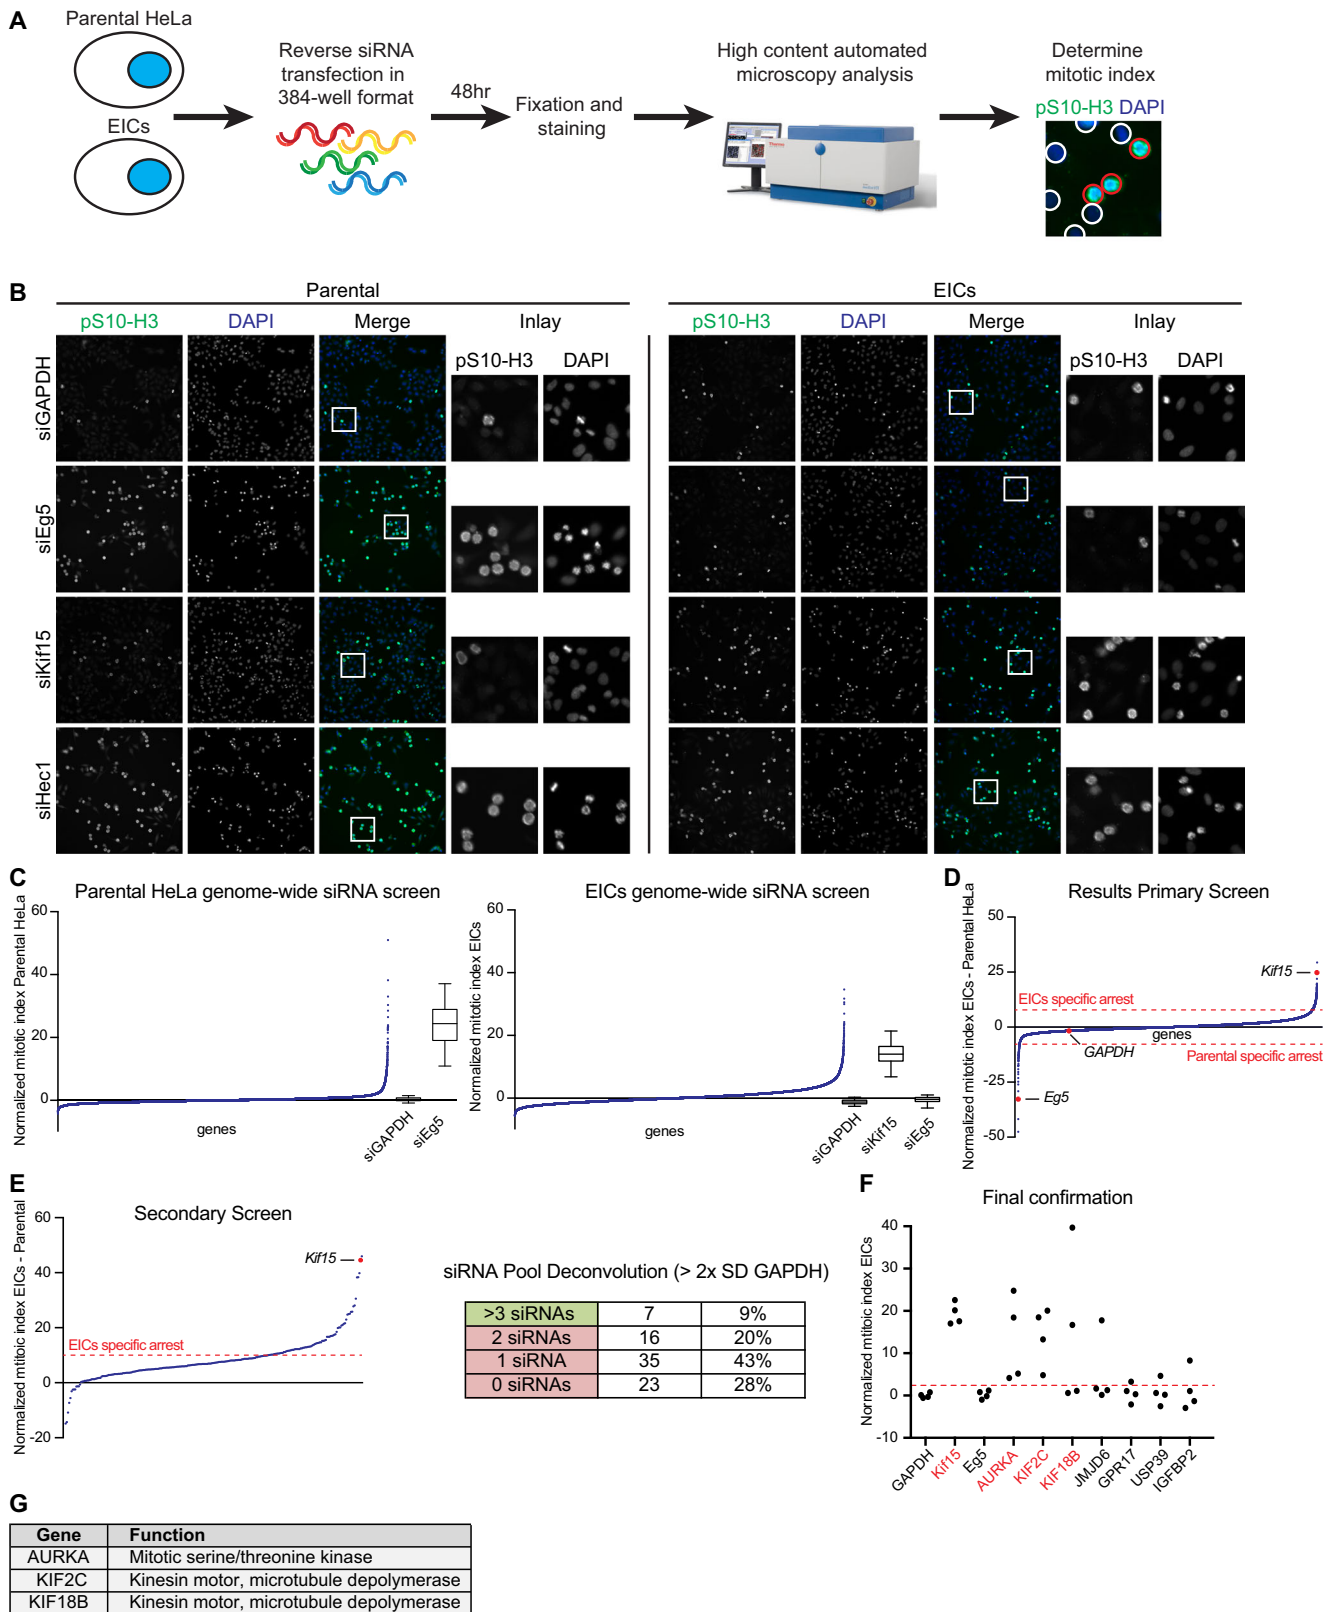 A
Parental HeLa
EICs
Reverse siRNA
transfection in
384-well format
48hr
Fixation and
staining
High content automated
microscopy analysis
Determine
mitotic index
pS10-H3 DAPI
B
Parental
EICs
pS10-H3
DAPI
Merge
Inlay
pS10-H3
DAPI
Merge
Inlay
pS10-H3
DAPI
pS10-H3
DAPI
siGAPDH
siEg5
siKif15
siHec1
C
Parental HeLa genome-wide siRNA screen
Normalized mitotic index Parental HeLa
60
40
20
0
genes
siGAPDH
siEg5
EICs genome-wide siRNA screen
Normalized mitotic index EICs
60
40
20
0
genes
siGAPDH
siKif15
siEg5
D
Results Primary Screen
Normalized mitotic index EICs - Parental HeLa
50
25
0
-25
-50
Kif15
EICs specific arrest
genes
GAPDH
Parental specific arrest
Eg5
E
Secondary Screen
Normalized mtitoic index EICs - Parental
60
40
20
0
-20
Kif15
EICs specific arrest
siRNA Pool Deconvolution (> 2x SD GAPDH)
>3 siRNAs 7 9%
2 siRNAs 16 20%
1 siRNA 35 43%
0 siRNAs 23 28%
F
Final confirmation
Normalized mtitoic index EICs
40
30
20
10
0
-10
GAPDH
Kif15
Eg5
AURKA
KIF2C
KIF18B
JMJD6
GPR17
USP39
IGFBP2
G
Gene Function
AURKA Mitotic serine/threonine kinase
KIF2C Kinesin motor, microtubule depolymerase
KIF18B Kinesin motor, microtubule depolymerase